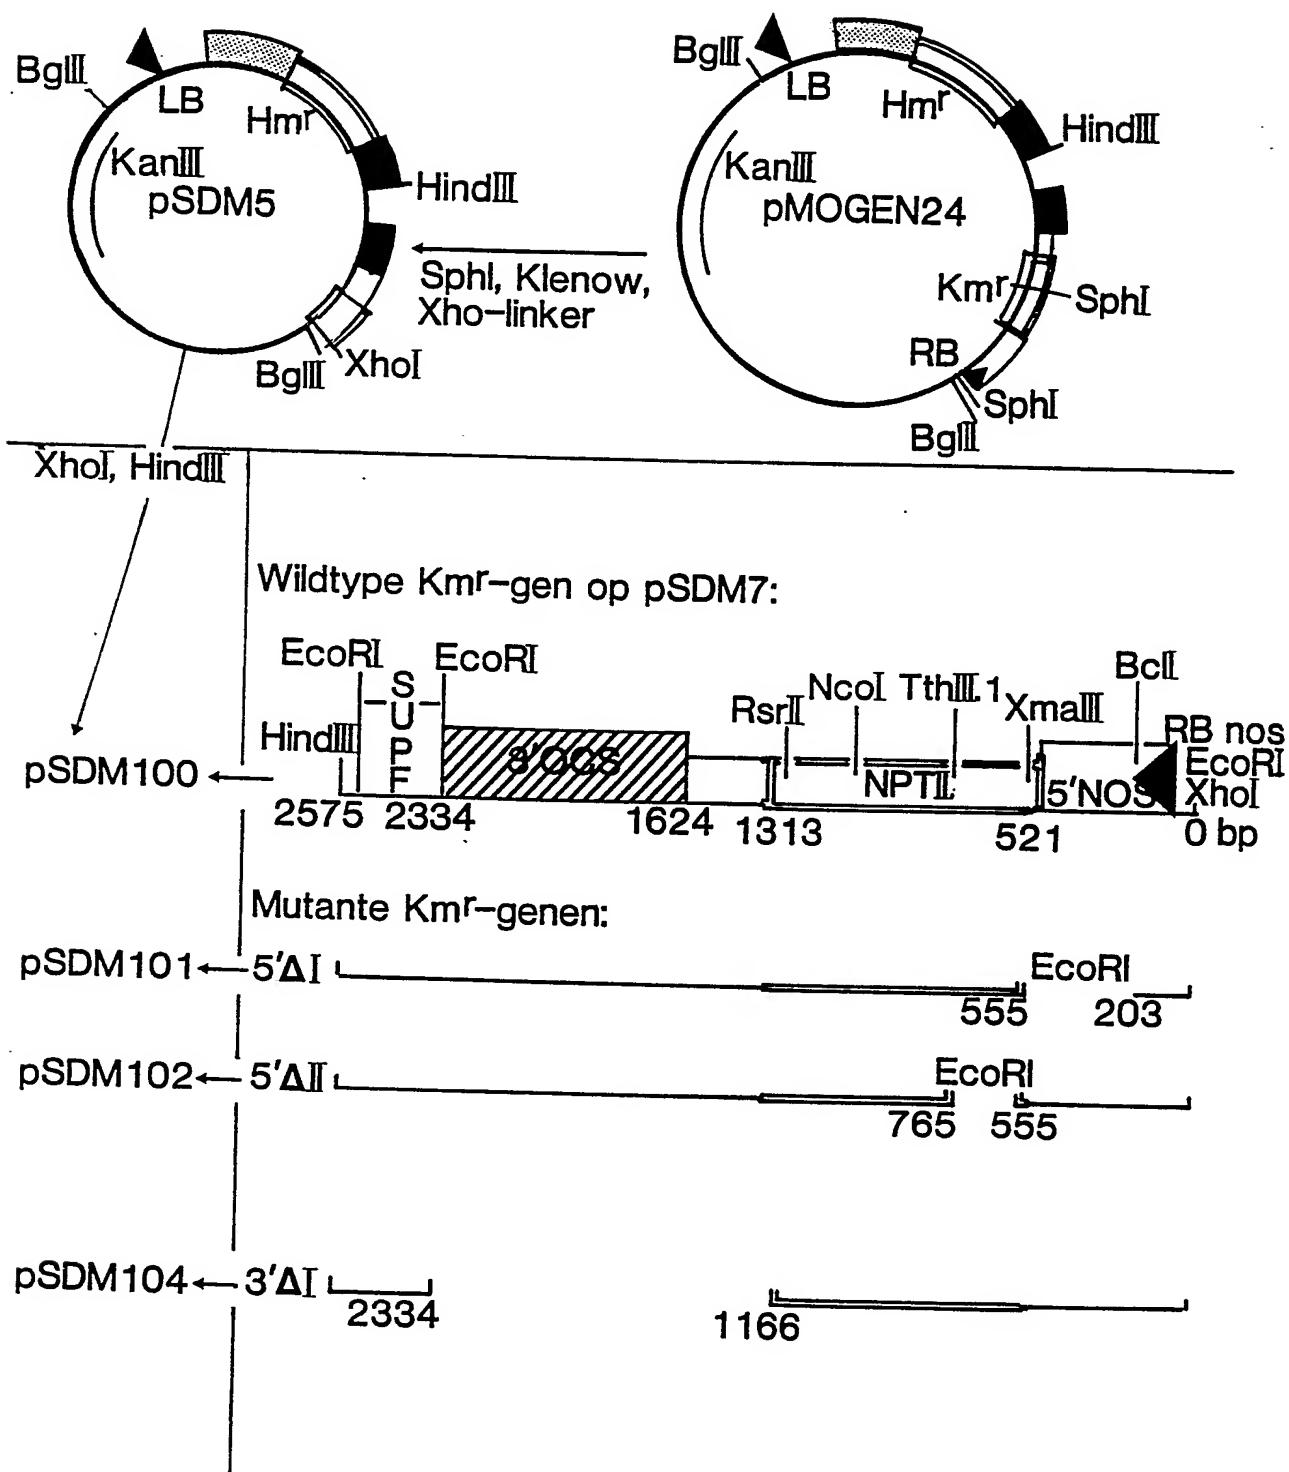 BglII
LB
Hmr
KanIII
pSDM5
HindIII
BglII
XhoI
SphI, Klenow,
Xho-linker
BglII
LB
Hmr
HindIII
KanIII
pMOGEN24
Kmr
SphI
RB
SphI
BglII
XhoI, HindIII
Wildtype Kmr-gen op pSDM7:
EcoRI
EcoRI
SUPF
HindIII
3'OCS
RsrII
NcoI
TthIII.1
XmaIII
BclI
NPTII
5'NOS
RB nos
EcoRI
XhoI
pSDM100
2575
2334
1624
1313
521
0 bp
Mutante Kmr-genen:
pSDM101
5'ΔI
EcoRI
555
203
pSDM102
5'ΔII
EcoRI
765
555
pSDM104
3'ΔI
2334
1166